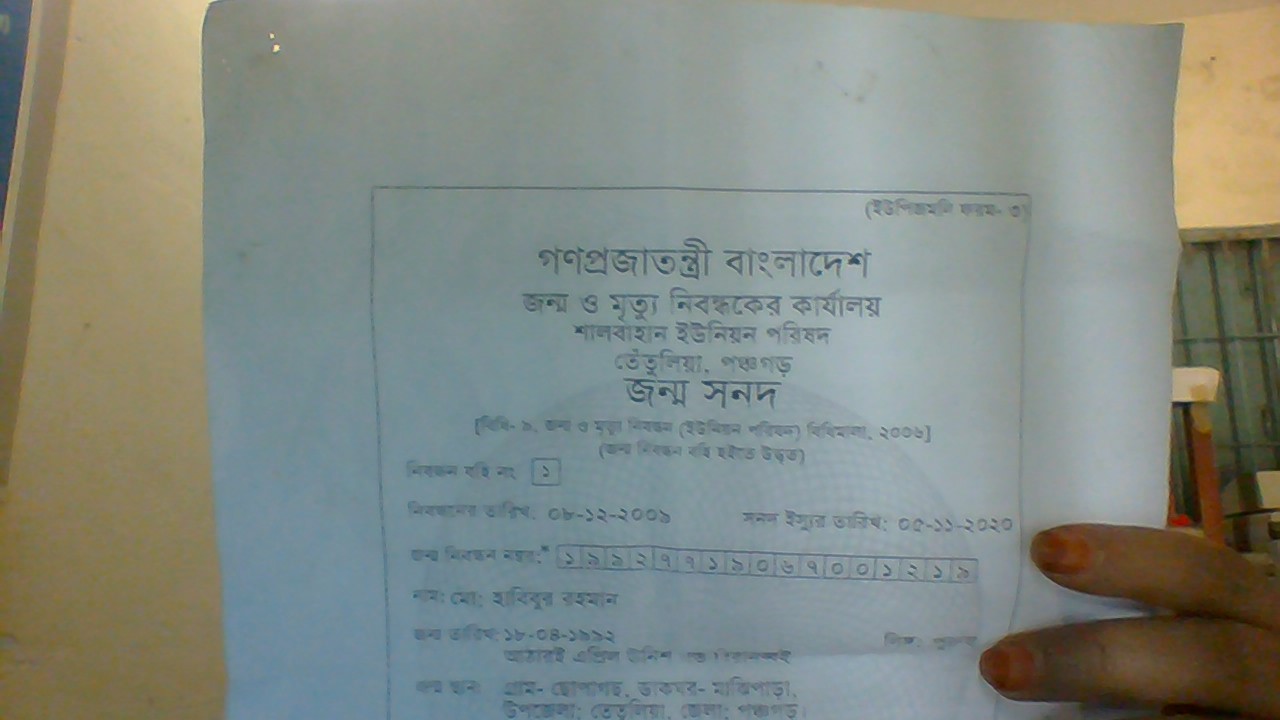 (ইউপিজমনি ফরম- ৩)
গণপ্রজাতন্ত্রী বাংলাদেশ
জন্ম ও মৃত্যু নিবন্ধকের কার্যালয়
শালবাহান ইউনিয়ন পরিষদ
তেঁতুলিয়া, পঞ্চগড়
জন্ম সনদ
[বিধি- ৯, জন্ম ও মৃত্যু নিবন্ধন (ইউনিয়ন পরিষদ) বিধিমালা, ২০০৬]
(জন্ম নিবন্ধন বহি হইতে উদ্ধৃত)
নিবন্ধন বহি নং ১
নিবন্ধনের তারিখ: ০৮-১২-২০০৯ সনদ ইস্যুর তারিখ: ০৫-১১-২০২০
জন্ম নিবন্ধন নম্বর:* ১৯৯২৭৭১৯০৬৭০০১২১৯
নাম: মো: হাবিবুর রহমান
জন্ম তারিখ: ১৮-০৪-১৯৯২ লিঙ্গ: পুরুষ
আঠারই এপ্রিল উনিশ শত বিরানব্বই
জন্ম স্থান: গ্রাম- ছোপাগছ, ডাকঘর- মাঝিপাড়া,
উপজেলা: তেতুলিয়া, জেলা: পঞ্চগড়।